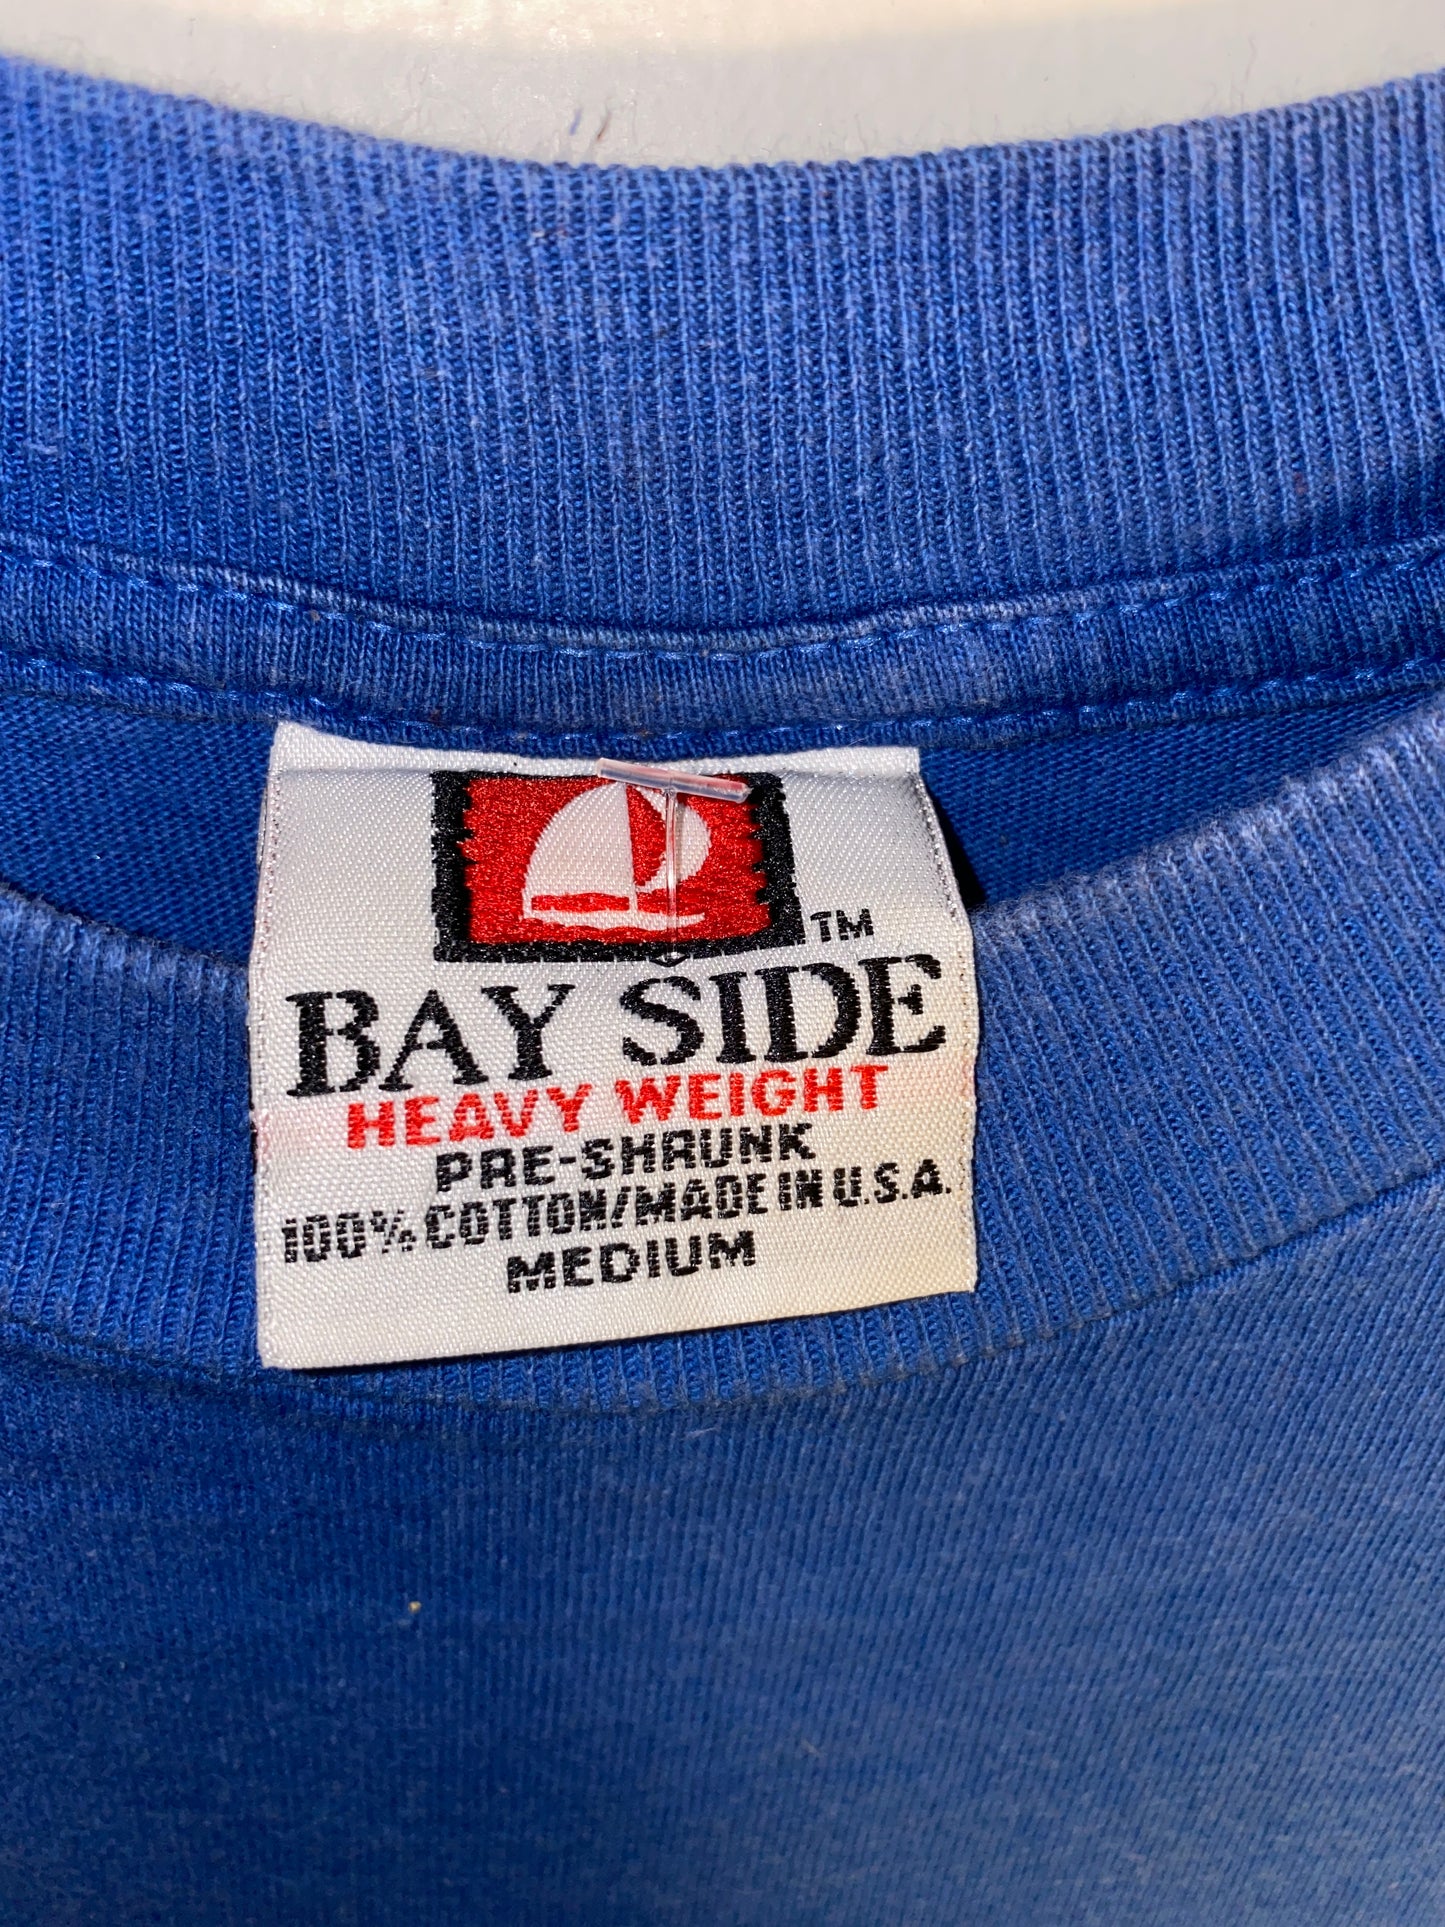 TM
BAY SIDE
HEAVY WEIGHT
PRE-SHRUNK
100% COTTON/MADE IN U.S.A.
MEDIUM